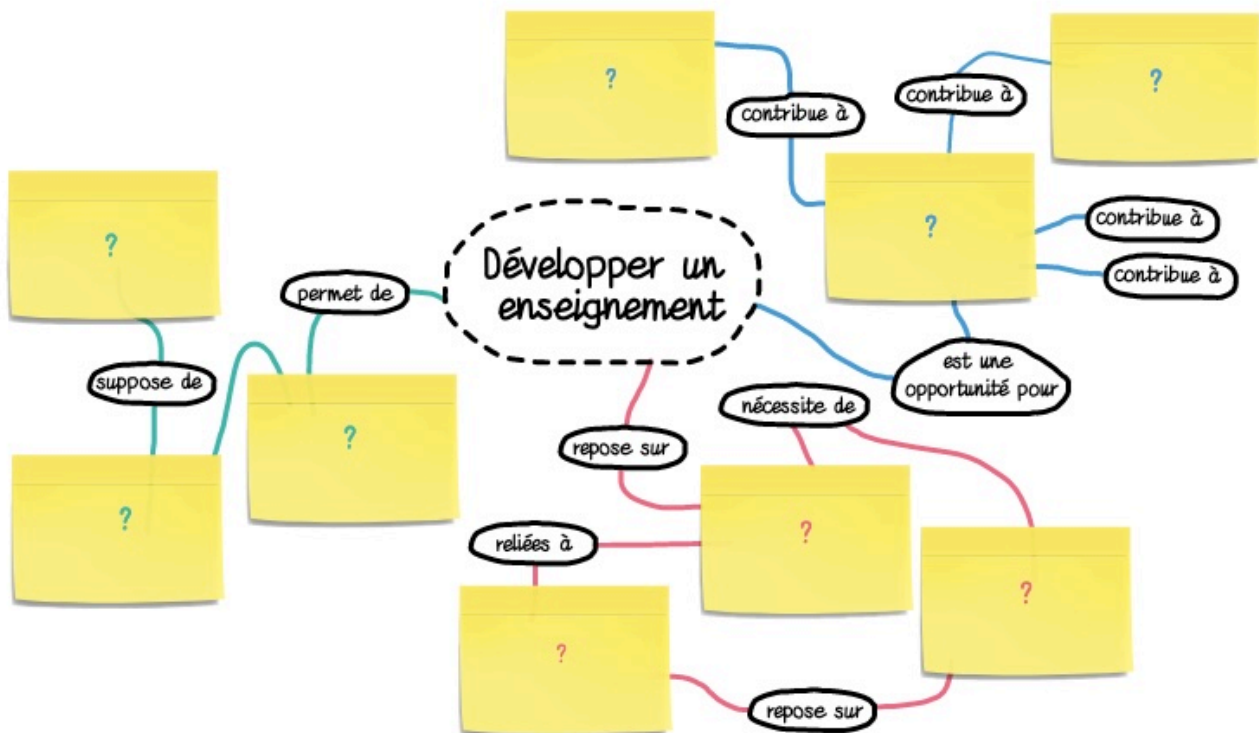 ?
?
contribue à
contribue à
?
?
contribue à
contribue à
Développer un
enseignement
permet de
suppose de
est une
opportunité pour
nécessite de
?
repose sur
?
?
reliées à
?
?
repose sur